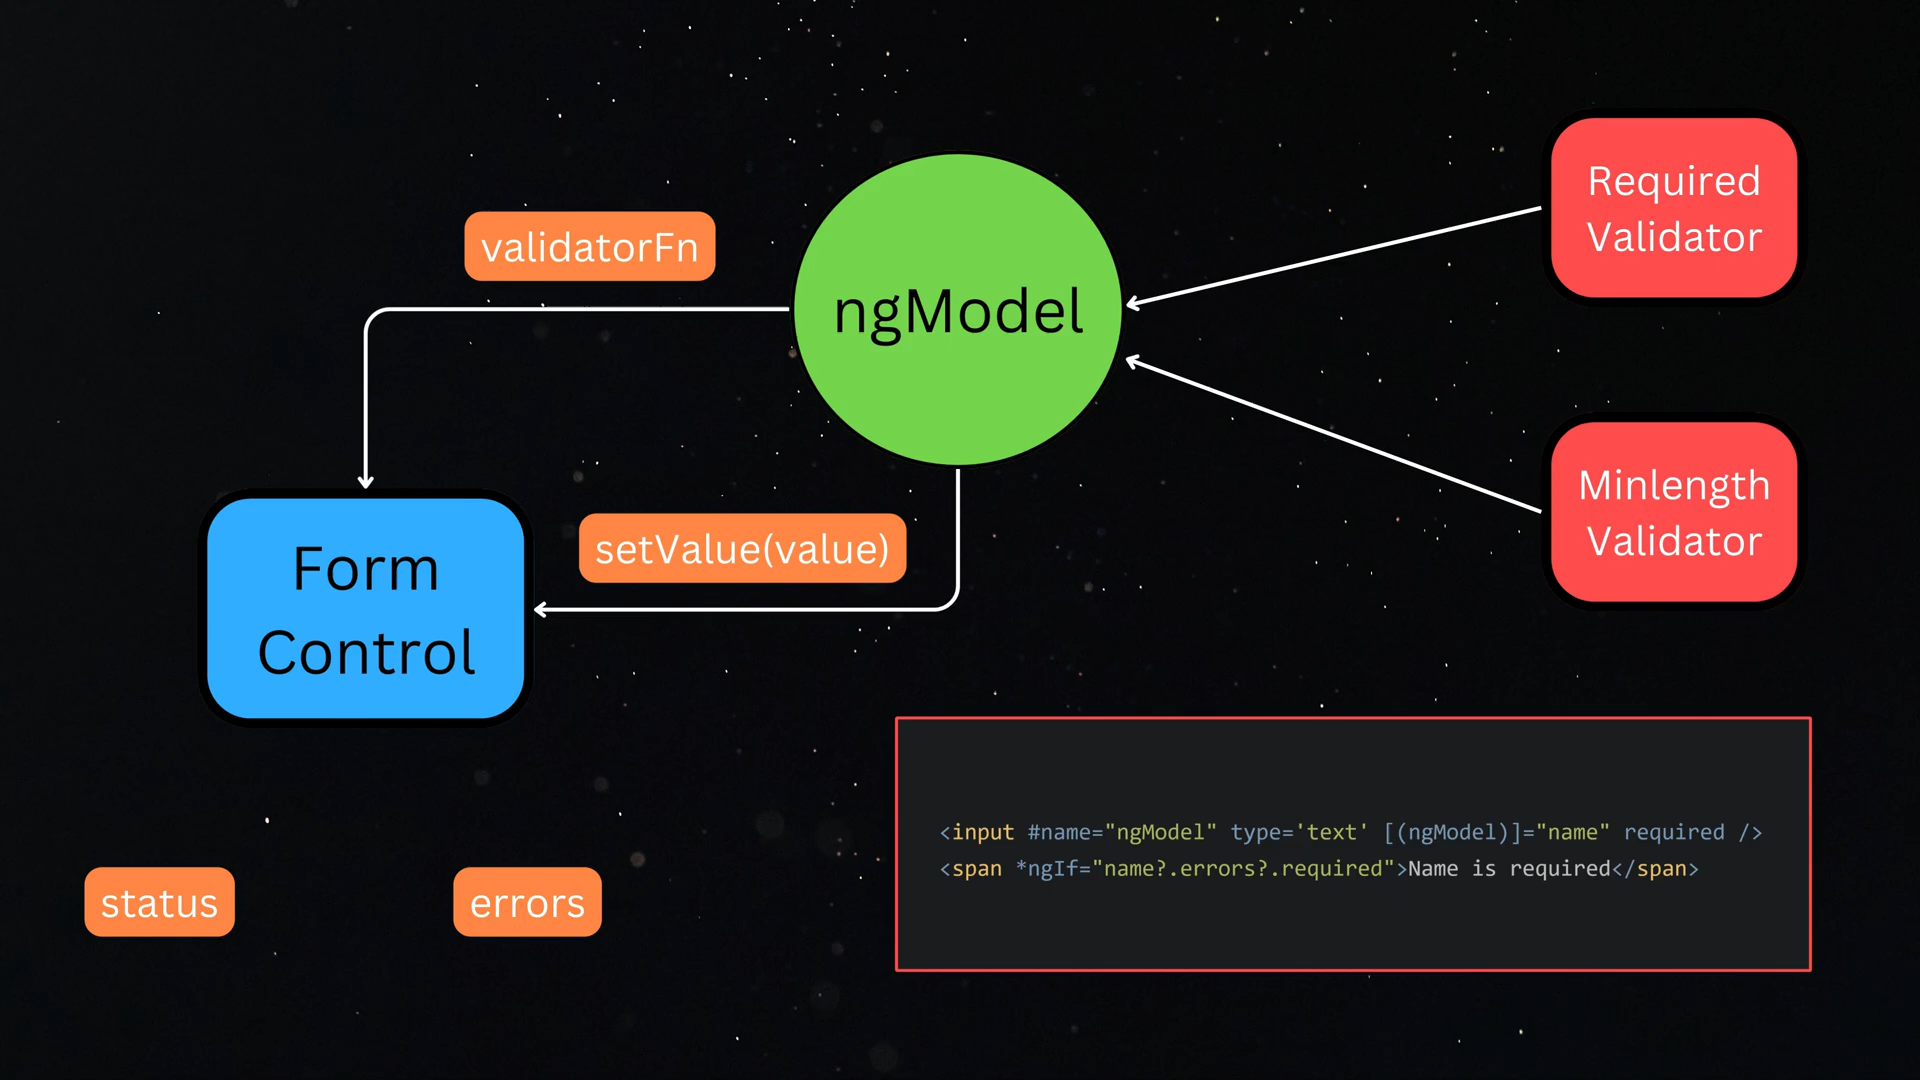 Required
Validator
validatorFn
ngModel
Minlength
Validator
setValue(value)
Form
Control
<input #name="ngModel" type='text' [(ngModel)]="name" required />
<span *ngIf="name?.errors?.required">Name is required</span>
status
errors